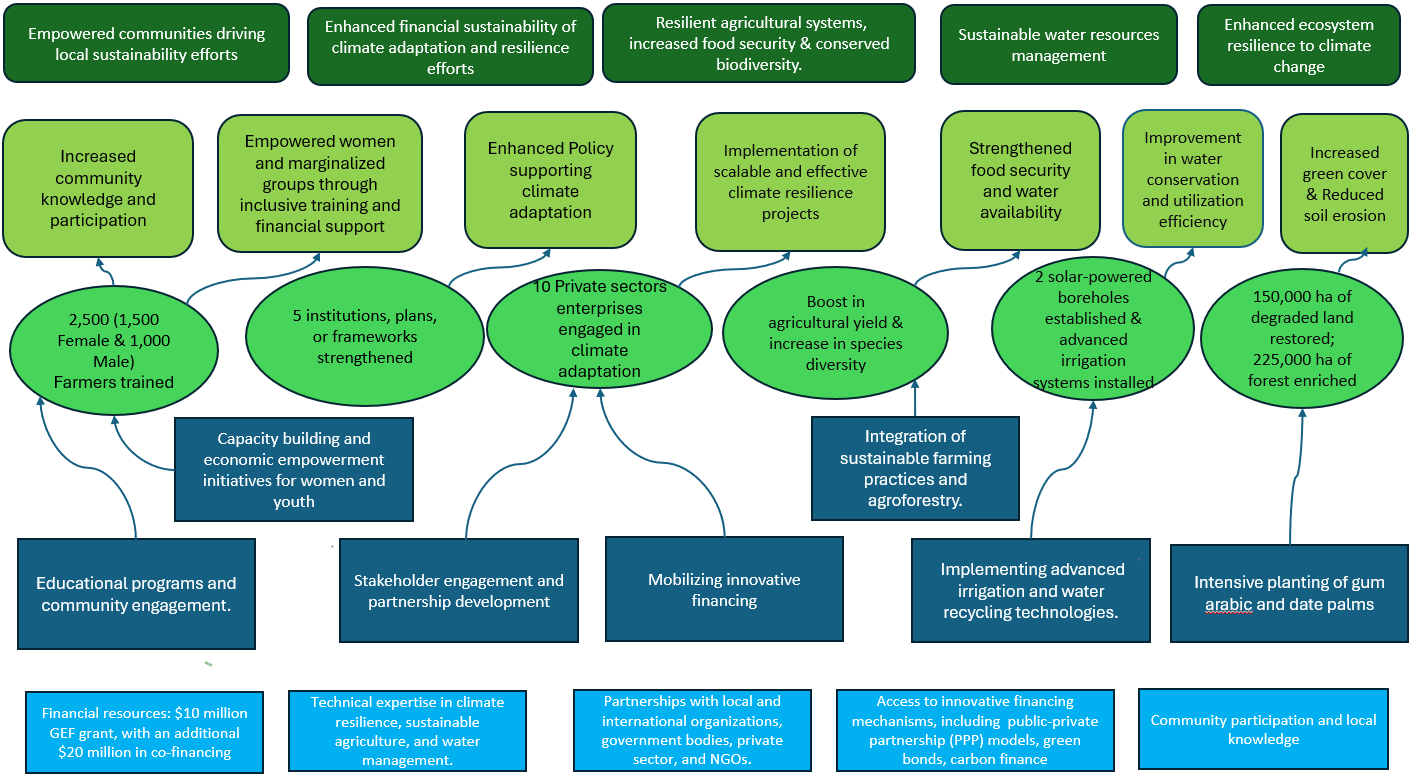 Empowered communities driving
local sustainability efforts
Enhanced financial sustainability of
climate adaptation and resilience
efforts
Resilient agricultural systems,
increased food security & conserved
biodiversity.
Sustainable water resources
management
Enhanced ecosystem
resilience to climate
change
Increased
community
knowledge and
participation
Empowered women
and marginalized
groups through
inclusive training and
financial support
Enhanced Policy
supporting
climate
adaptation
Implementation of
scalable and effective
climate resilience
projects
Strengthened
food security
and water
availability
Improvement
in water
conservation
and utilization
efficiency
Increased
green cover
& Reduced
soil erosion
2,500 (1,500
Female & 1,000
Male)
Farmers trained
5 institutions, plans,
or frameworks
strengthened
10 Private sectors
enterprises
engaged in
climate
adaptation
Boost in
agricultural yield &
increase in species
diversity
2 solar-powered
boreholes
established &
advanced
irrigation
systems installed
150,000 ha of
degraded land
restored;
225,000 ha of
forest enriched
Capacity building and
economic empowerment
initiatives for women and
youth
Integration of
sustainable farming
practices and
agroforestry.
Educational programs and
community engagement.
Stakeholder engagement and
partnership development
Mobilizing innovative
financing
Implementing advanced
irrigation and water
recycling technologies.
Intensive planting of gum
arabic and date palms
Financial resources: $10 million
GEF grant, with an additional
$20 million in co-financing
Technical expertise in climate
resilience, sustainable
agriculture, and water
management.
Partnerships with local and
international organizations,
government bodies, private
sector, and NGOs.
Access to innovative financing
mechanisms, including public-private
partnership (PPP) models, green
bonds, carbon finance
Community participation and local
knowledge